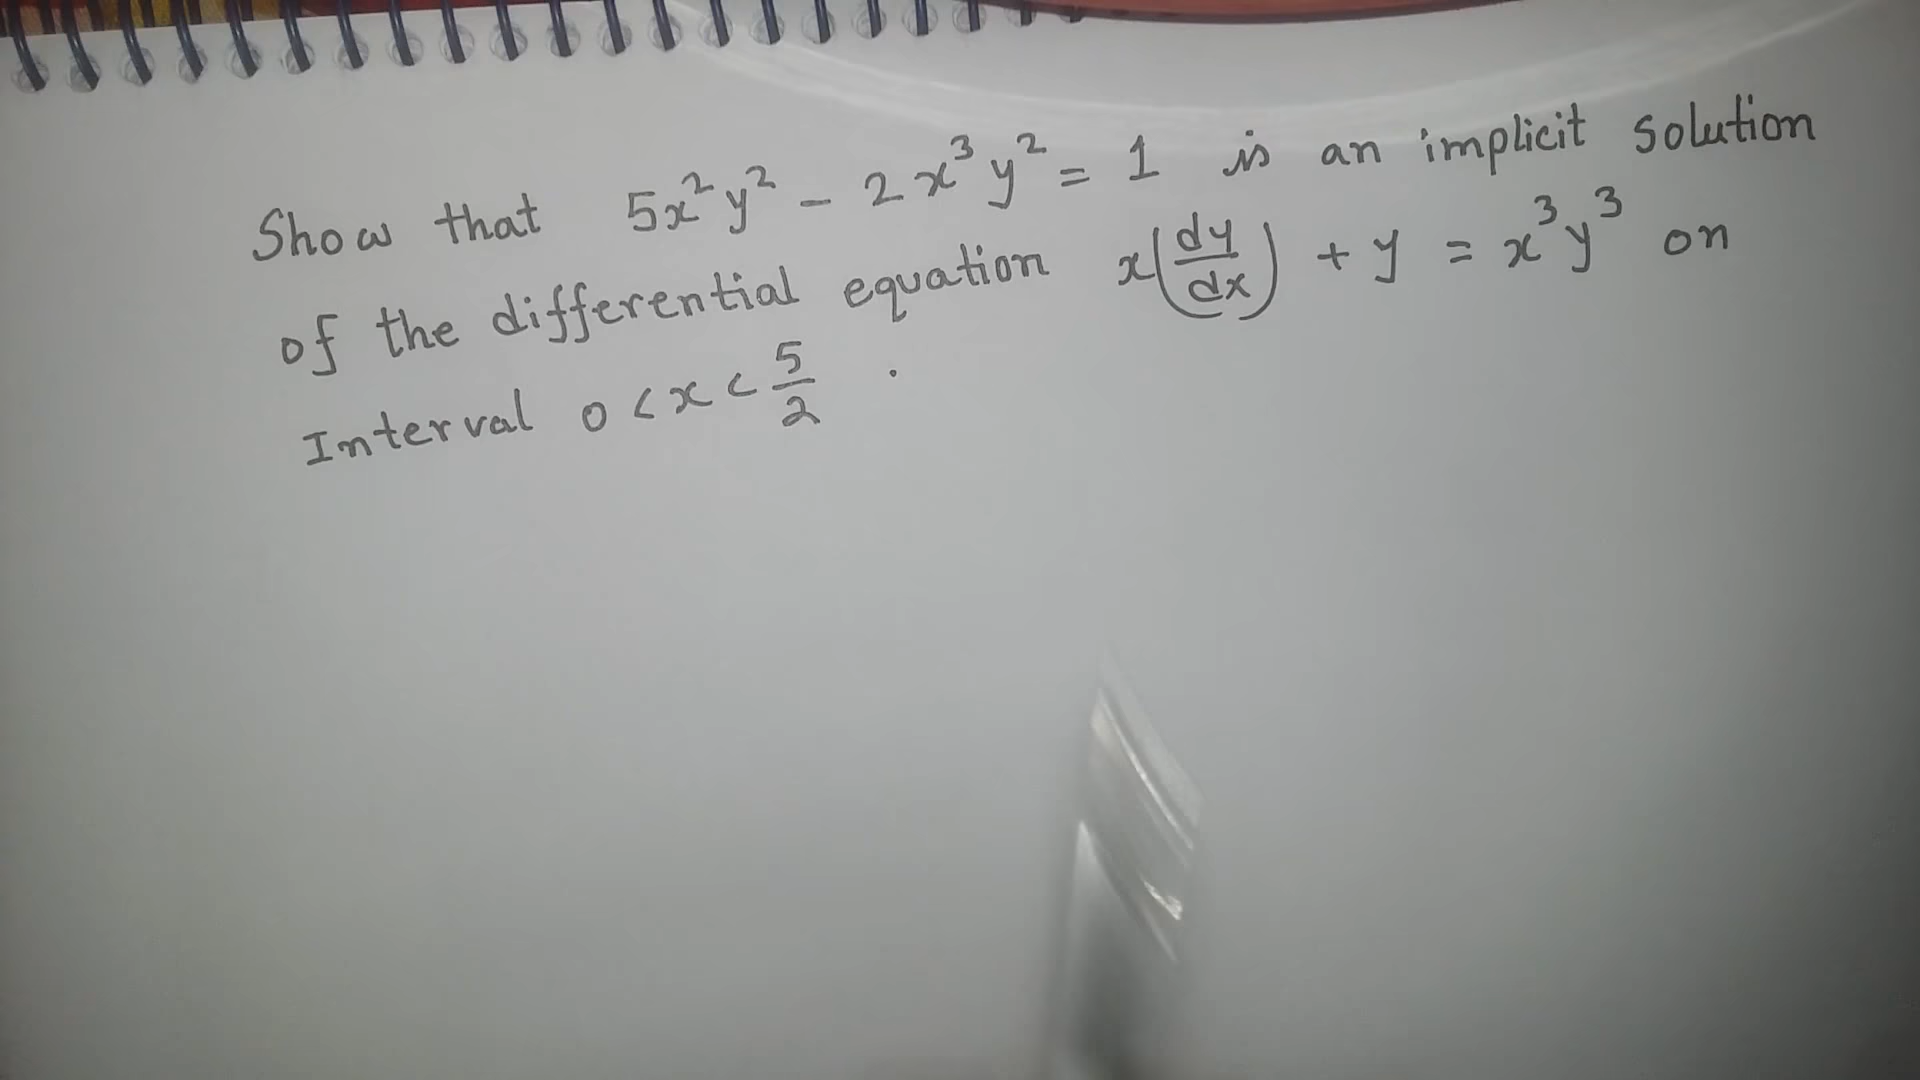 Show that 5x²y² - 2x³y² = 1 is an implicit solution
of the differential equation x(dy/dx) + y = x³y³ on
Interval 0 < x < 5/2 .